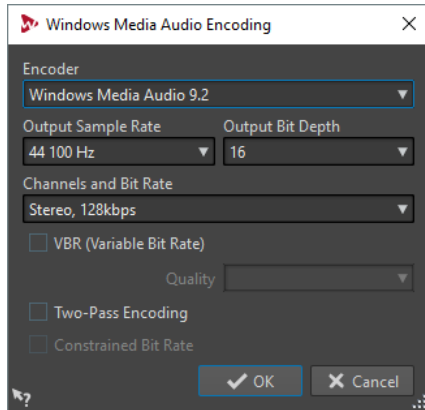 Windows Media Audio Encoding
Encoder
Windows Media Audio 9.2
Output Sample Rate Output Bit Depth
44 100 Hz 16
Channels and Bit Rate
Stereo, 128kbps
VBR (Variable Bit Rate)
Quality
Two-Pass Encoding
Constrained Bit Rate
OK Cancel
?